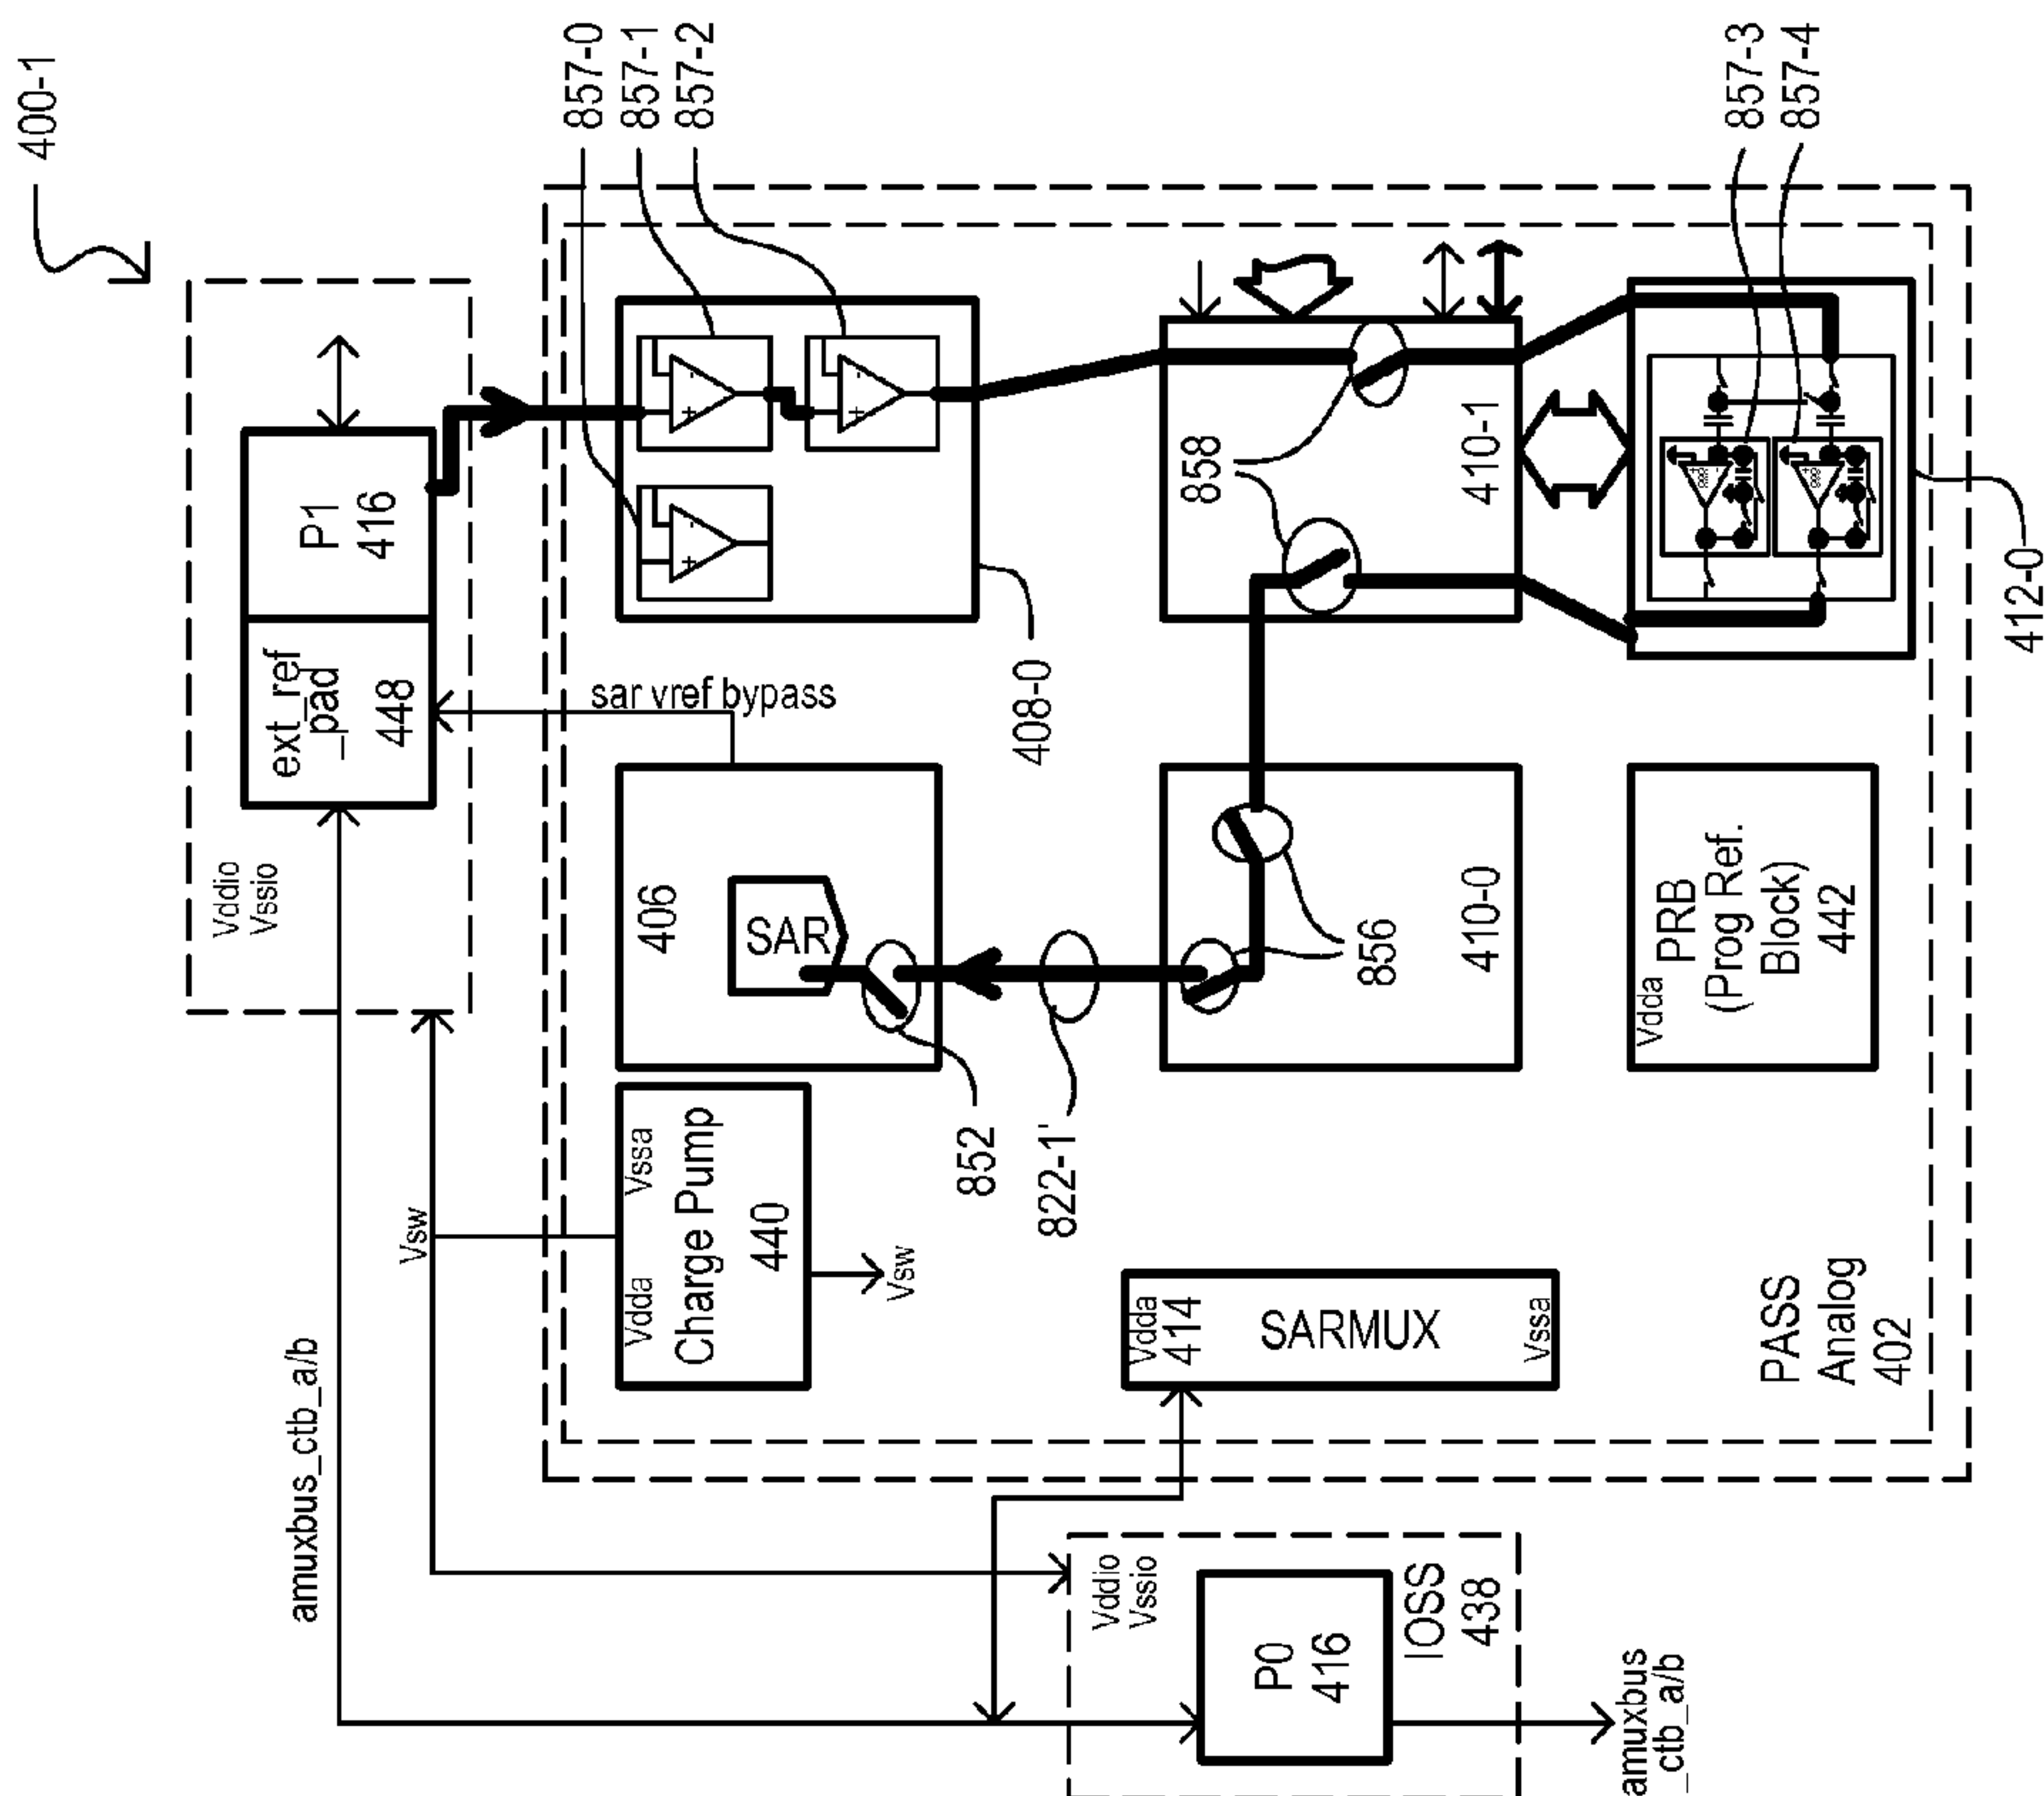 400-1
857-0
857-1
857-2
857-3
857-4
P1
416
ext_ref
_pad
448
Vddio
Vssio
sar vref bypass
408-0
858
410-1
412-0
406
SAR
856
410-0
Vdda
PRB
(Prog Ref.
Block)
442
852
822-1'
Vdda Vssa
Charge Pump
440
Vsw
Vsw
Vdda
414
SARMUX
Vssa
PASS
Analog
402
amuxbus_ctb_a/b
Vddio
Vssio
P0
416
IOSS
438
amuxbus
_ctb_a/b